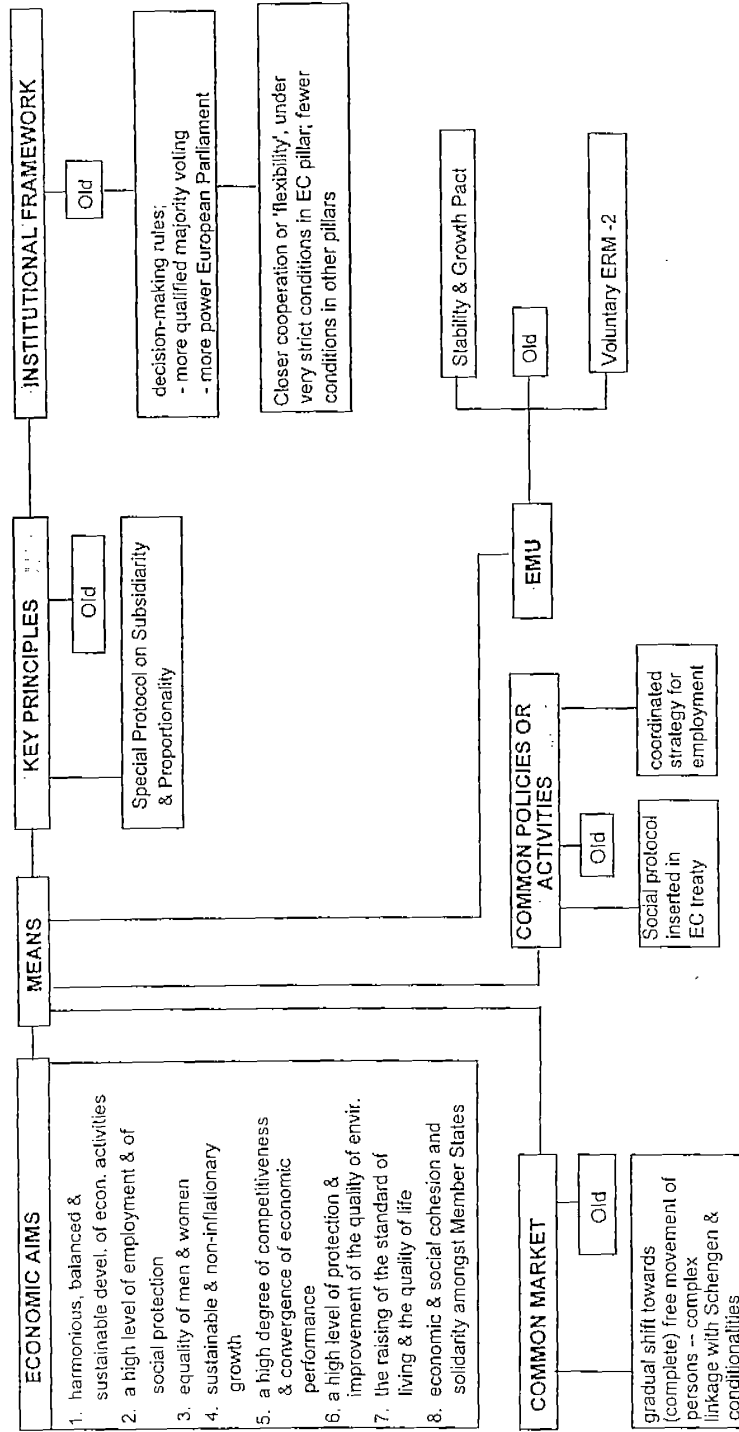 ECONOMIC AIMS
1. harmonious, balanced &
sustainable devel. of econ. activities
2. a high level of employment & of
social protection
3. equality of men & women
4. sustainable & non-inflationary
growth
5. a high degree of competitiveness
& convergence of economic
performance
6. a high level of protection &
improvement of the quality of envir.
7. the raising of the standard of
living & the quality of life
8. economic & social cohesion and
solidarity amongst Member States
MEANS
KEY PRINCIPLES
Old
Special Protocol on Subsidiarity
& Proportionality
INSTITUTIONAL FRAMEWORK
Old
decision-making rules;
- more qualified majority voting
- more power European Parliament
Closer cooperation or 'flexibility', under
very strict conditions in EC pillar; fewer
conditions in other pillars
COMMON MARKET
Old
gradual shift towards
(complete) free movement of
persons -- complex
linkage with Schengen &
conditionalities
COMMON POLICIES OR
ACTIVITIES
Old
Social protocol
inserted in
EC treaty
coordinated
strategy for
employment
EMU
Stability & Growth Pact
Old
Voluntary ERM -2